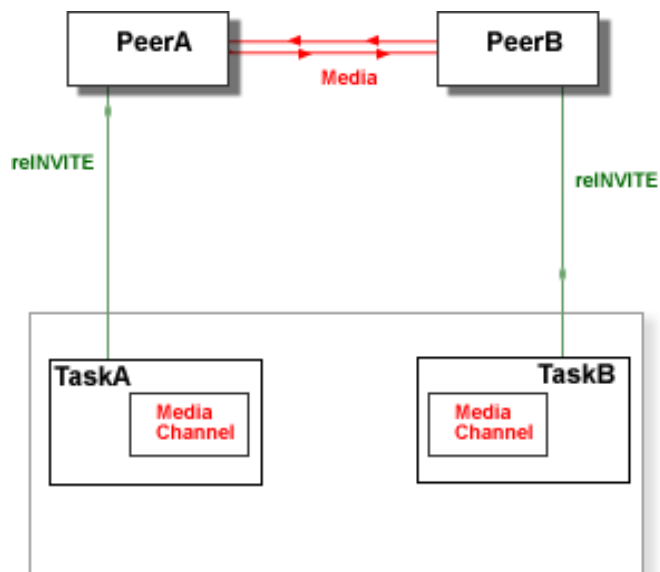 PeerA
PeerB
Media
reINVITE
reINVITE
TaskA
TaskB
Media
Channel
Media
Channel